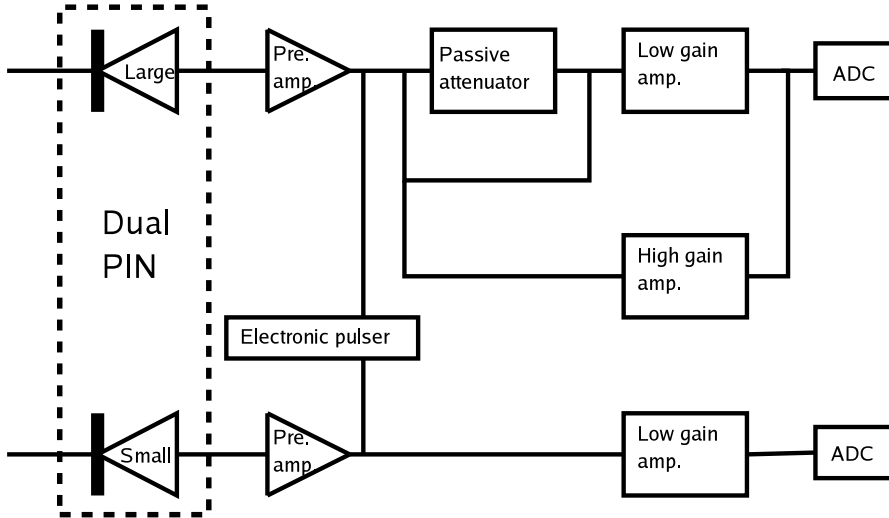 Large
Pre.
amp.
Passive
attenuator
Low gain
amp.
ADC
Dual
PIN
High gain
amp.
Electronic pulser
Small
Pre.
amp.
Low gain
amp.
ADC